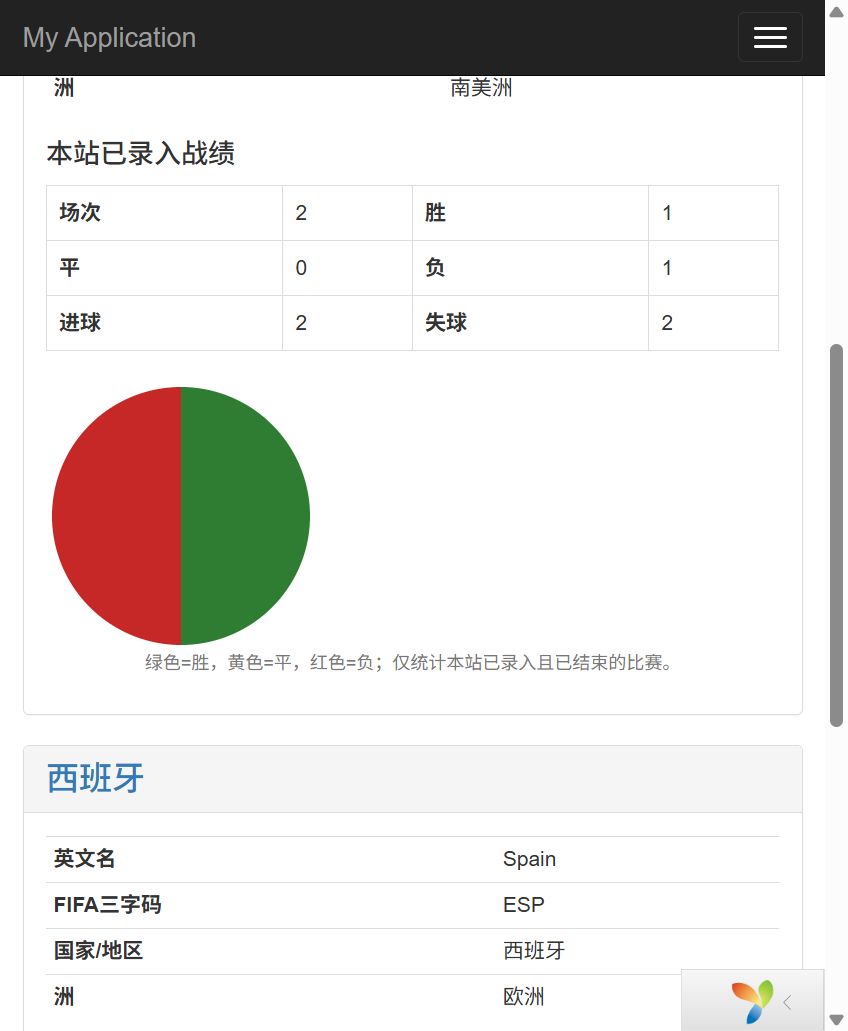 My Application
洲 南美洲
本站已录入战绩
场次 2 胜 1
平 0 负 1
进球 2 失球 2
绿色=胜，黄色=平，红色=负；仅统计本站已录入且已结束的比赛。
西班牙
英文名 Spain
FIFA三字码 ESP
国家/地区 西班牙
洲 欧洲